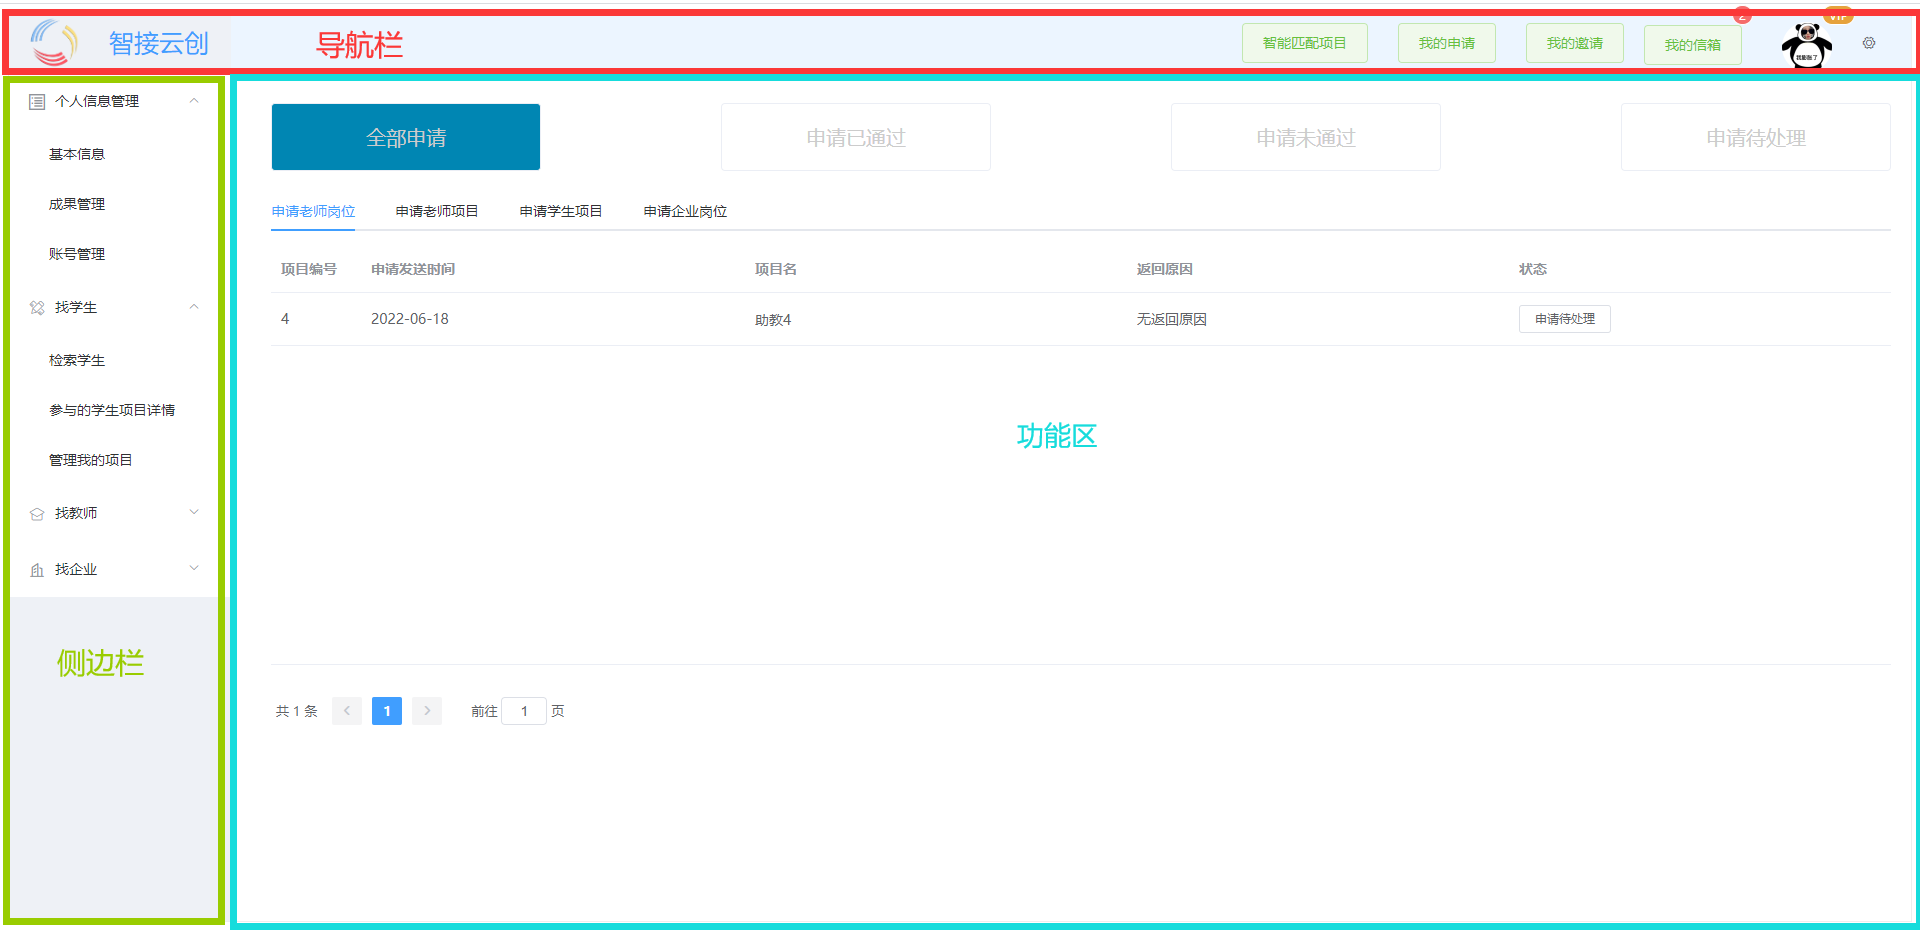 智接云创
导航栏
智能匹配项目
我的申请
我的邀请
我的信箱
2
VIP
个人信息管理
基本信息
成果管理
账号管理
找学生
检索学生
参与的学生项目详情
管理我的项目
找教师
找企业
侧边栏
全部申请
申请已通过
申请未通过
申请待处理
申请老师岗位 申请老师项目 申请学生项目 申请企业岗位
项目编号 申请发送时间 项目名 返回原因 状态
4 2022-06-18 助教4 无返回原因 申请待处理
功能区
共 1 条 1 前往 1 页